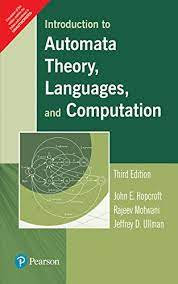 Introduction to
Automata
Theory,
Languages,
and Computation
Third Edition
John E. Hopcroft
Rajeev Motwani
Jeffrey D. Ullman
Pearson